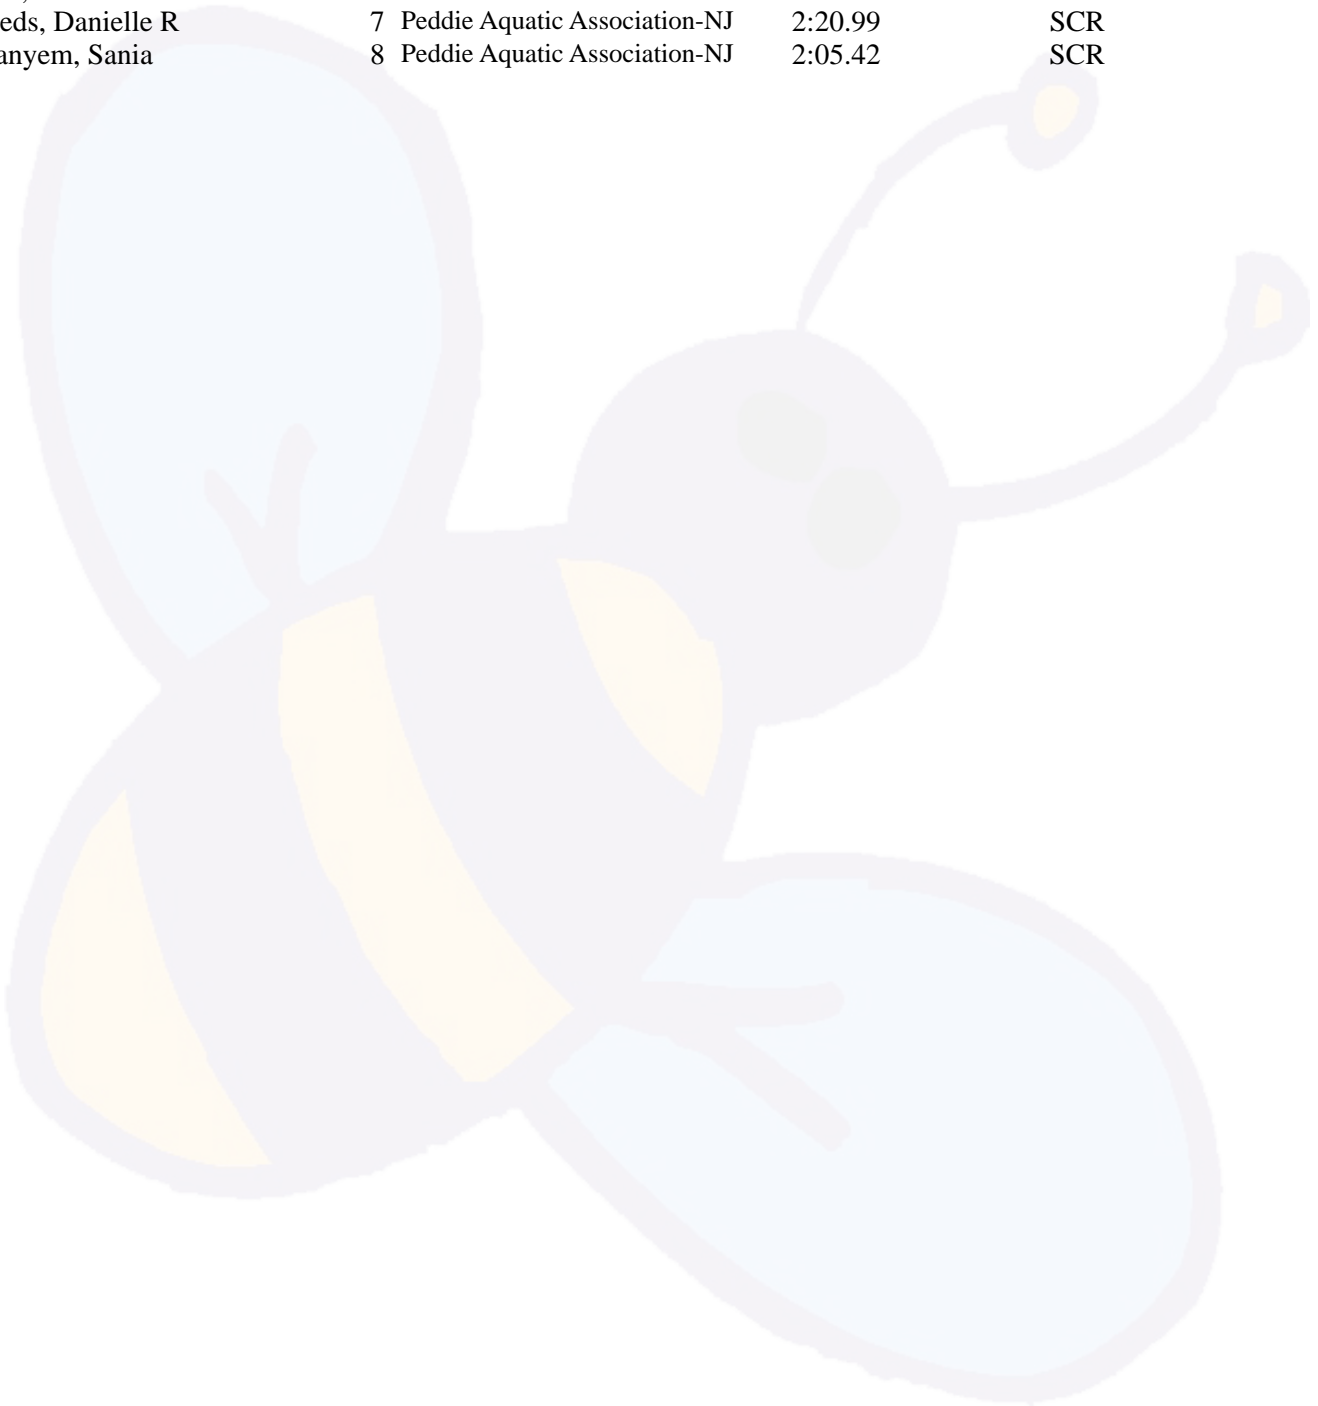 eds, Danielle R 7 Peddie Aquatic Association-NJ 2:20.99 SCR
anyem, Sania 8 Peddie Aquatic Association-NJ 2:05.42 SCR